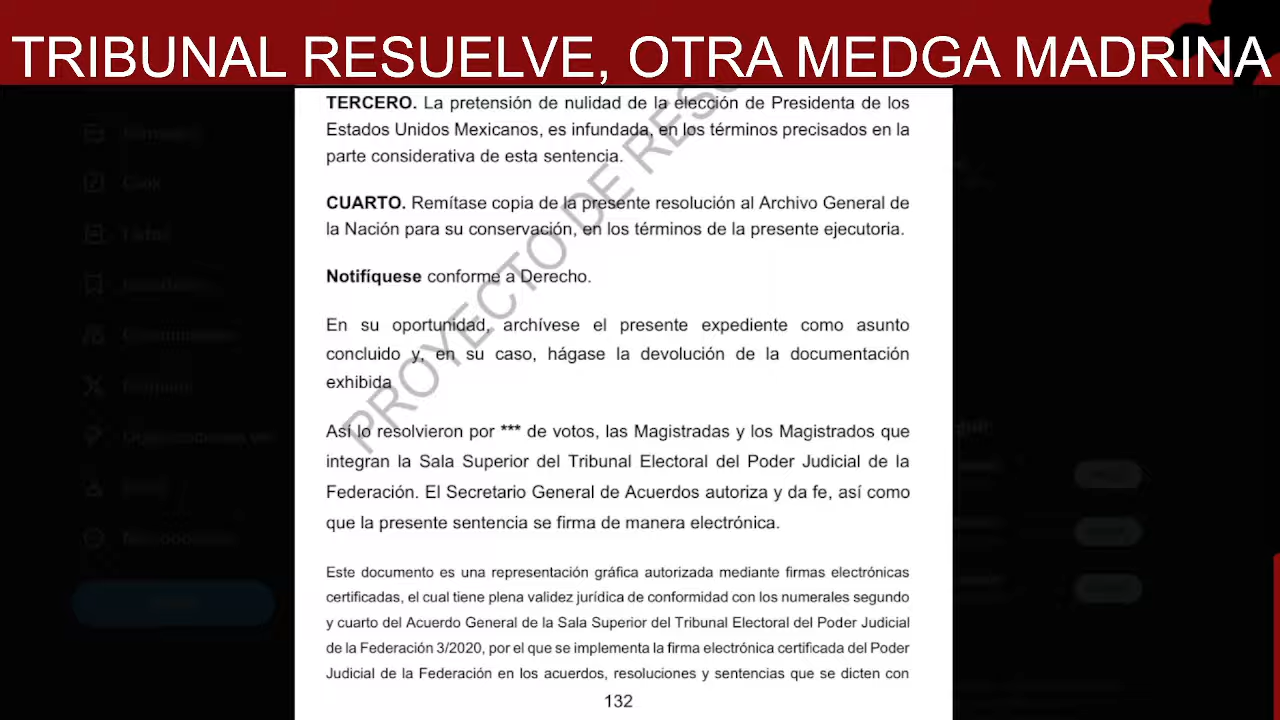 TRIBUNAL RESUELVE, OTRA MEDGA MADRINA
TERCERO. La pretensión de nulidad de la elección de Presidenta de los
Estados Unidos Mexicanos, es infundada, en los términos precisados en la
parte considerativa de esta sentencia.
CUARTO. Remítase copia de la presente resolución al Archivo General de
la Nación para su conservación, en los términos de la presente ejecutoria.
Notifíquese conforme a Derecho.
En su oportunidad, archívese el presente expediente como asunto
concluido y, en su caso, hágase la devolución de la documentación
exhibida
Así lo resolvieron por *** de votos, las Magistradas y los Magistrados que
integran la Sala Superior del Tribunal Electoral del Poder Judicial de la
Federación. El Secretario General de Acuerdos autoriza y da fe, así como
que la presente sentencia se firma de manera electrónica.
Este documento es una representación gráfica autorizada mediante firmas electrónicas
certificadas, el cual tiene plena validez jurídica de conformidad con los numerales segundo
y cuarto del Acuerdo General de la Sala Superior del Tribunal Electoral del Poder Judicial
de la Federación 3/2020, por el que se implementa la firma electrónica certificada del Poder
Judicial de la Federación en los acuerdos, resoluciones y sentencias que se dicten con
132
PROYECTO DE